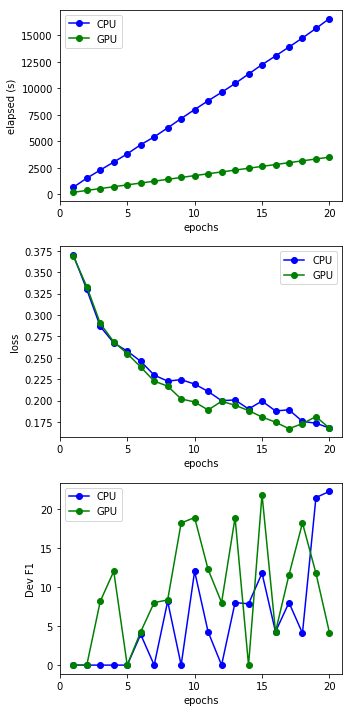 CPU
GPU
15000
12500
10000
7500
5000
2500
0
elapsed (s)
0 5 10 15 20
epochs
CPU
GPU
0.375
0.350
0.325
0.300
0.275
0.250
0.225
0.200
0.175
loss
0 5 10 15 20
epochs
CPU
GPU
20
15
10
5
0
Dev F1
0 5 10 15 20
epochs